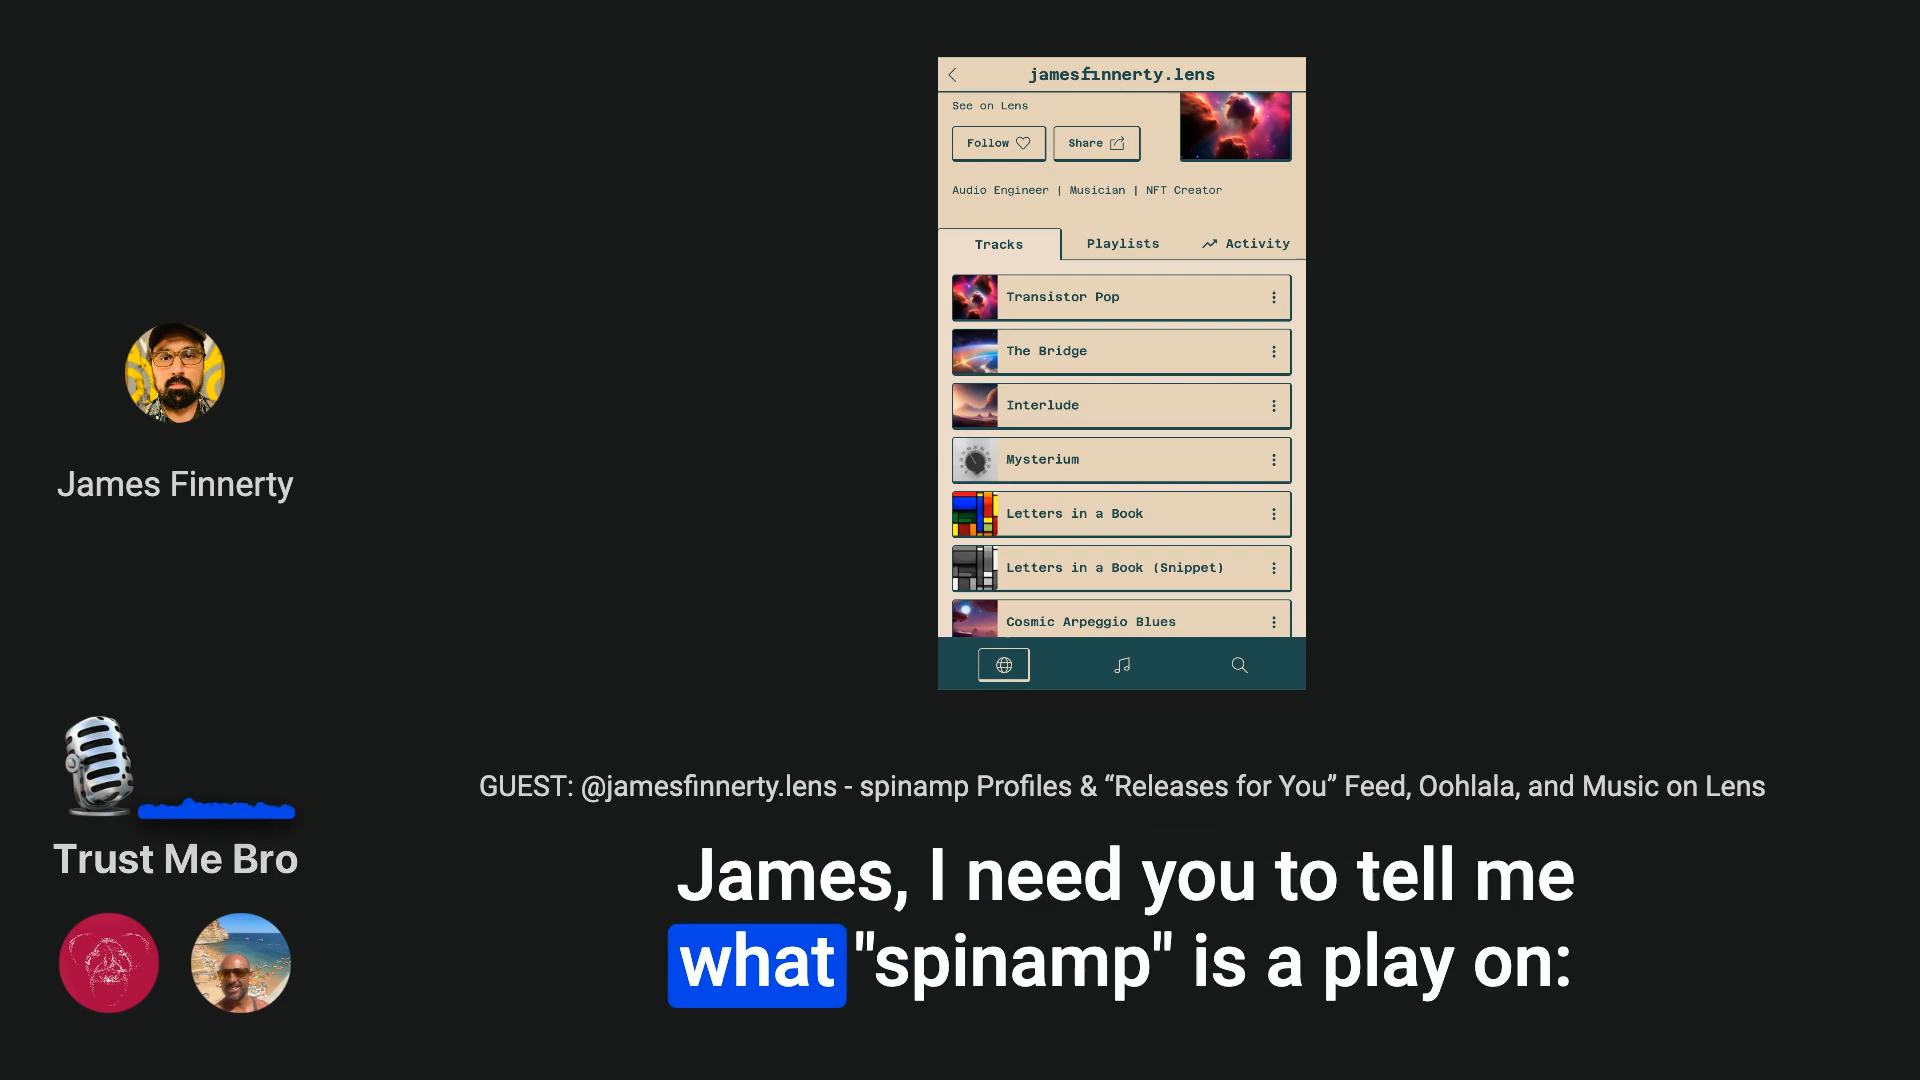 jamesfinnerty.lens
See on Lens
Follow
Share
Audio Engineer | Musician | NFT Creator
Tracks
Playlists
Activity
Transistor Pop
The Bridge
Interlude
Mysterium
Letters in a Book
Letters in a Book (Snippet)
Cosmic Arpeggio Blues
James Finnerty
Trust Me Bro
GUEST: @jamesfinnerty.lens - spinamp Profiles & “Releases for You” Feed, Oohlala, and Music on Lens
James, I need you to tell me
what "spinamp" is a play on: